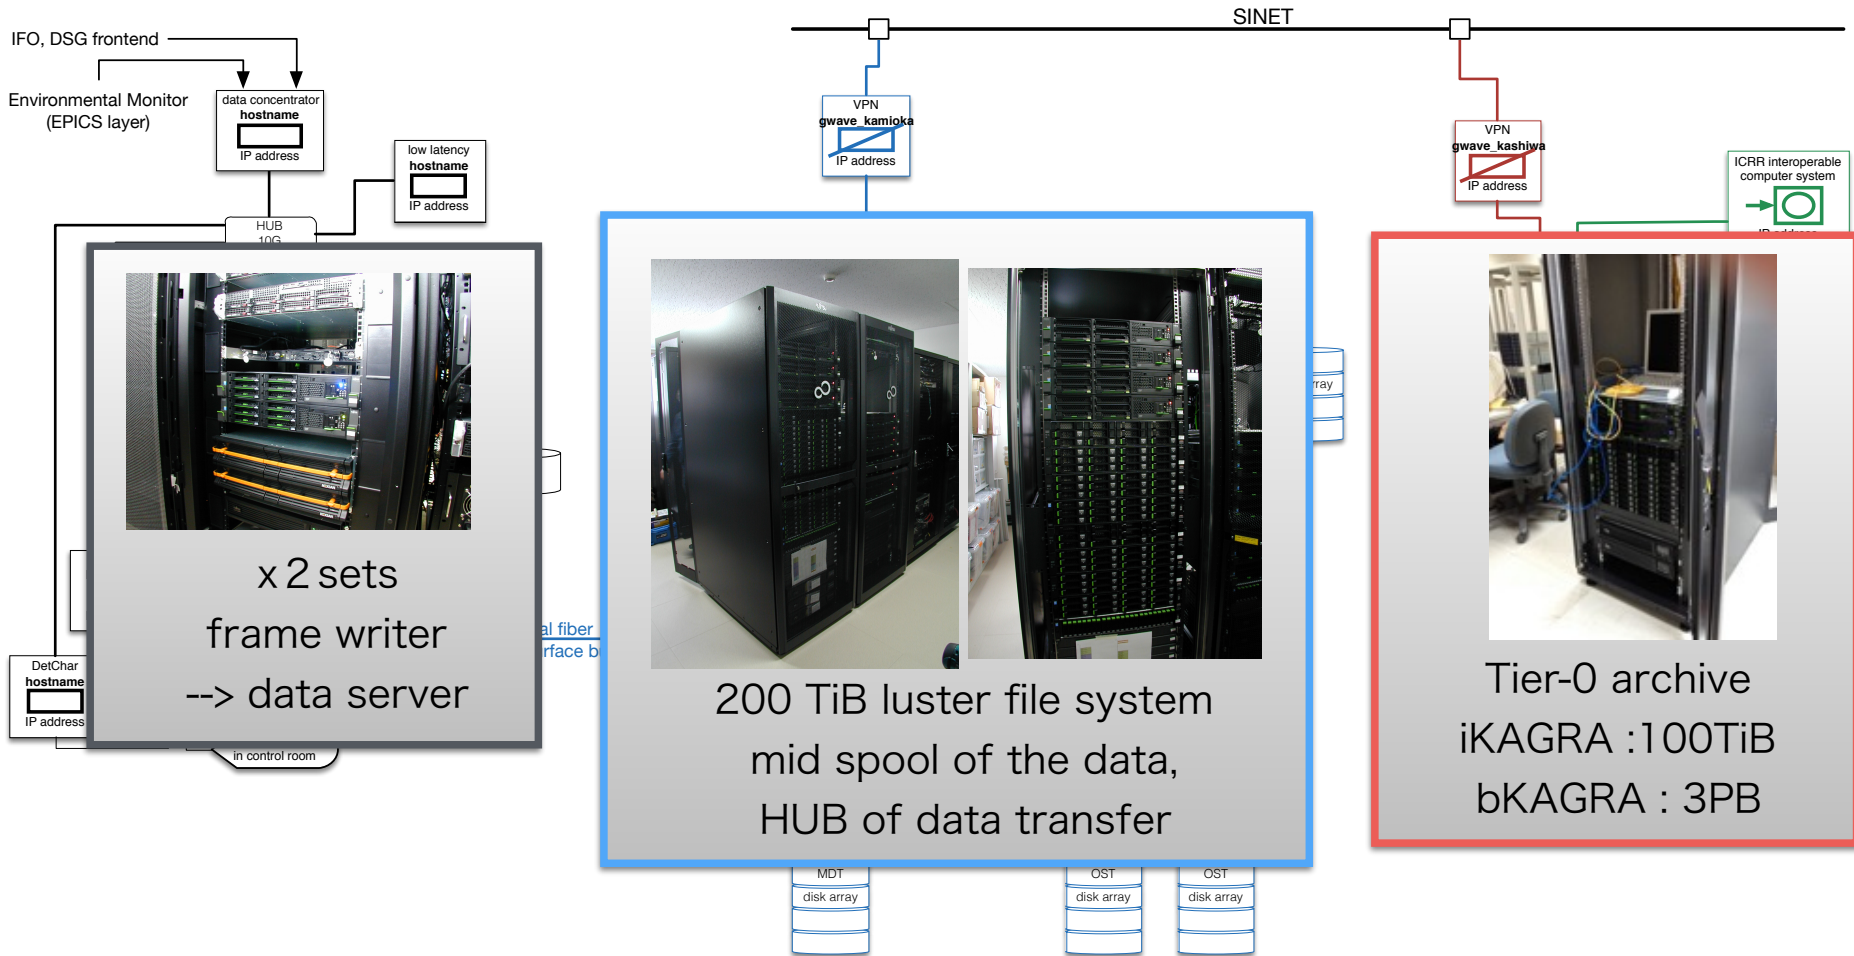 SINET
IFO, DSG frontend
Environmental Monitor
(EPICS layer)
data concentrator
hostname
IP address
low latency
hostname
IP address
HUB
10G
VPN
gwave_kamioka
IP address
VPN
gwave_kashiwa
IP address
ICRR interoperable
computer system
IP address
x 2 sets
frame writer
--> data server
DetChar
hostname
IP address
in control room
al fiber
rface bu
rray
200 TiB luster file system
mid spool of the data,
HUB of data transfer
MDT
disk array
OST
disk array
OST
disk array
Tier-0 archive
iKAGRA :100TiB
bKAGRA : 3PB